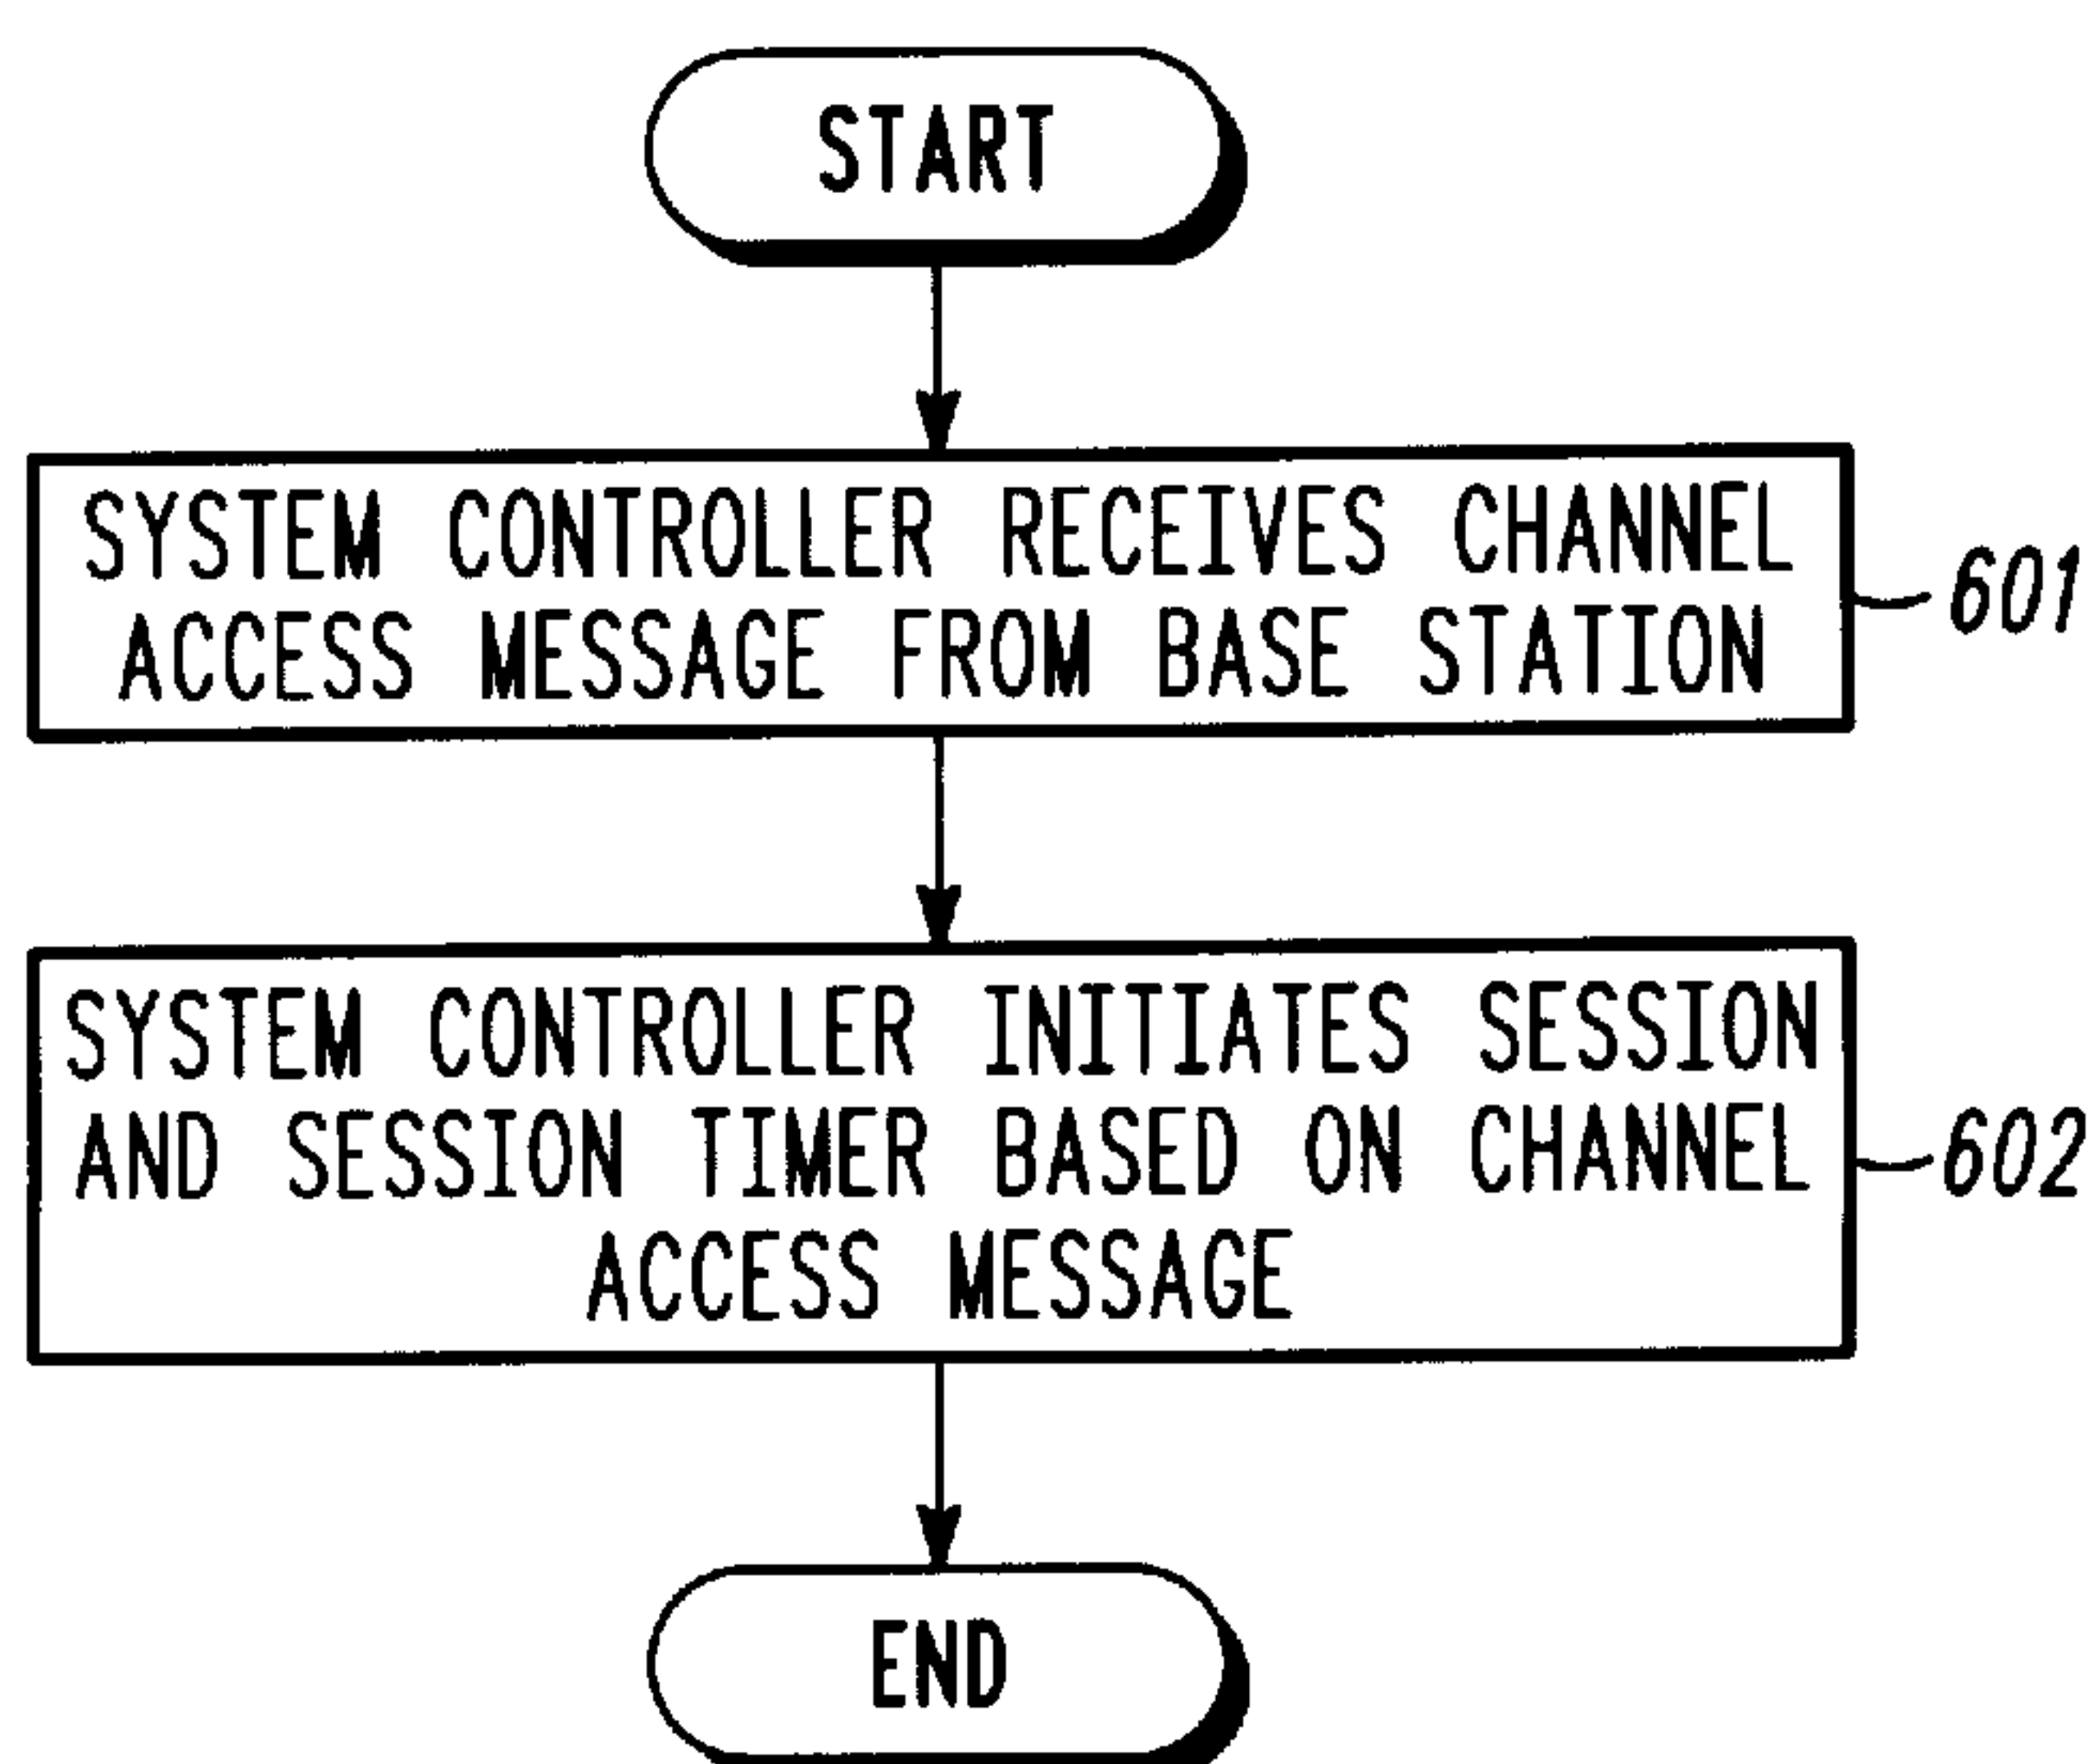 START
SYSTEM CONTROLLER RECEIVES CHANNEL
ACCESS MESSAGE FROM BASE STATION
601
SYSTEM CONTROLLER INITIATES SESSION
AND SESSION TIMER BASED ON CHANNEL
ACCESS MESSAGE
602
END